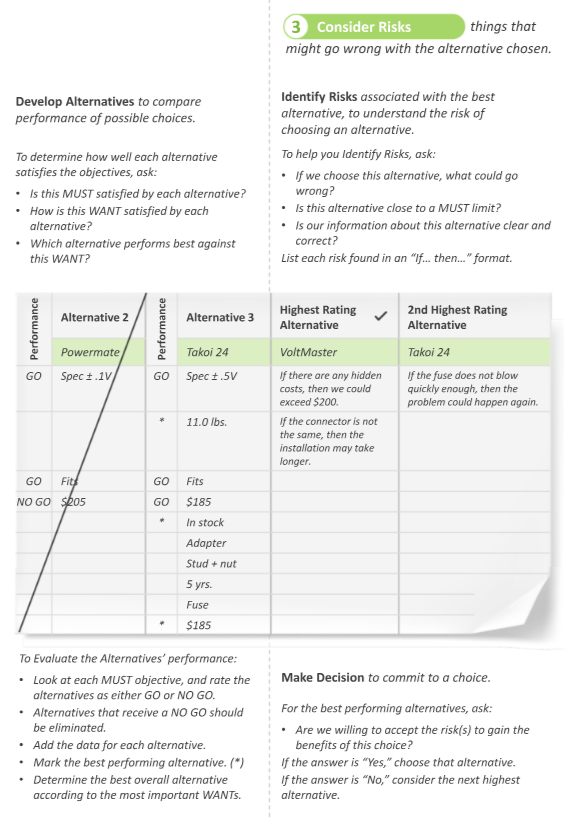 3 Consider Risks things that
might go wrong with the alternative chosen.
Develop Alternatives to compare
performance of possible choices.
To determine how well each alternative
satisfies the objectives, ask:
• Is this MUST satisfied by each alternative?
• How is this WANT satisfied by each
alternative?
• Which alternative performs best against
this WANT?
Identify Risks associated with the best
alternative, to understand the risk of
choosing an alternative.
To help you Identify Risks, ask:
• If we choose this alternative, what could go
wrong?
• Is this alternative close to a MUST limit?
• Is our information about this alternative clear and
correct?
List each risk found in an “If... then...” format.
Performance
Alternative 2
Performance
Alternative 3
Highest Rating
Alternative
2nd Highest Rating
Alternative
Powermate
Takoi 24
VoltMaster
Takoi 24
GO Spec ± .1V GO Spec ± .5V
If there are any hidden
costs, then we could
exceed $200.
If the fuse does not blow
quickly enough, then the
problem could happen again.
* 11.0 lbs.
If the connector is not
the same, then the
installation may take
longer.
GO Fits GO Fits
NO GO $205 GO $185
* In stock
Adapter
Stud + nut
5 yrs.
Fuse
* $185
To Evaluate the Alternatives’ performance:
• Look at each MUST objective, and rate the
alternatives as either GO or NO GO.
• Alternatives that receive a NO GO should
be eliminated.
• Add the data for each alternative.
• Mark the best performing alternative. (*)
• Determine the best overall alternative
according to the most important WANTs.
Make Decision to commit to a choice.
For the best performing alternatives, ask:
• Are we willing to accept the risk(s) to gain the
benefits of this choice?
If the answer is “Yes,” choose that alternative.
If the answer is “No,” consider the next highest
alternative.